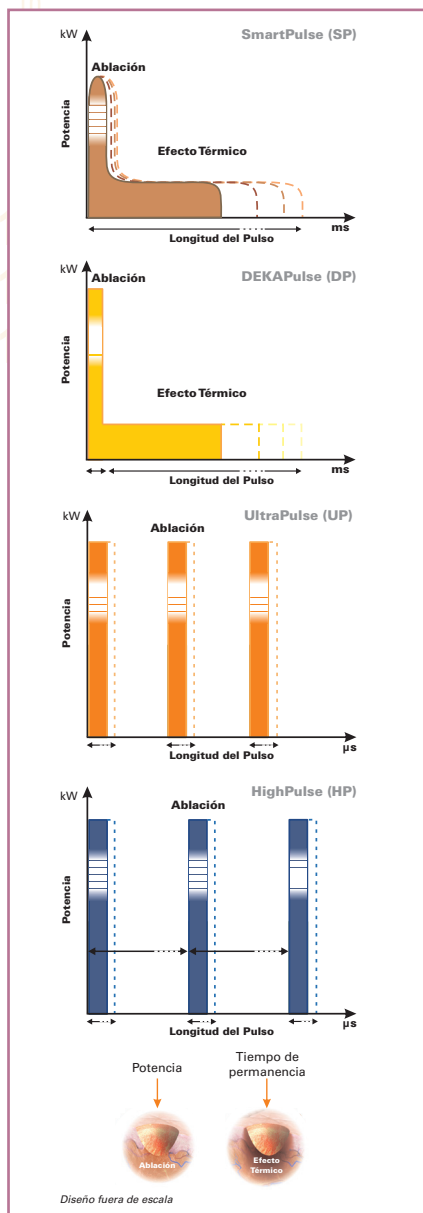 kW
SmartPulse (SP)
Ablación
Potencia
Efecto Térmico
ms
Longitud del Pulso
DEKAPulse (DP)
Ablación
Potencia
Efecto Térmico
ms
Longitud del Pulso
kW
UltraPulse (UP)
Ablación
Potencia
µs
Longitud del Pulso
kW
HighPulse (HP)
Ablación
Potencia
µs
Longitud del Pulso
Potencia
Tiempo de
permanencia
Ablación
Efecto
Térmico
Diseño fuera de escala